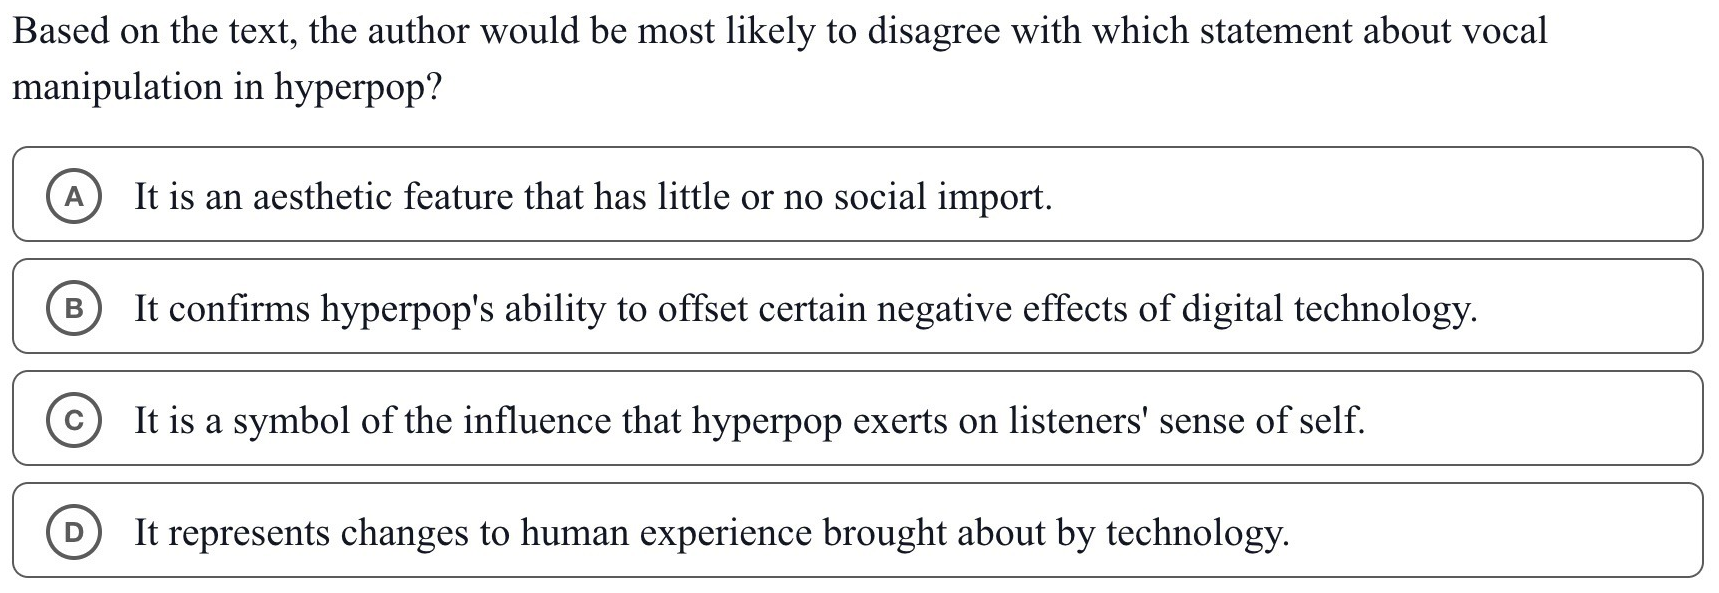 Based on the text, the author would be most likely to disagree with which statement about vocal
manipulation in hyperpop?
A It is an aesthetic feature that has little or no social import.
B It confirms hyperpop's ability to offset certain negative effects of digital technology.
C It is a symbol of the influence that hyperpop exerts on listeners' sense of self.
D It represents changes to human experience brought about by technology.